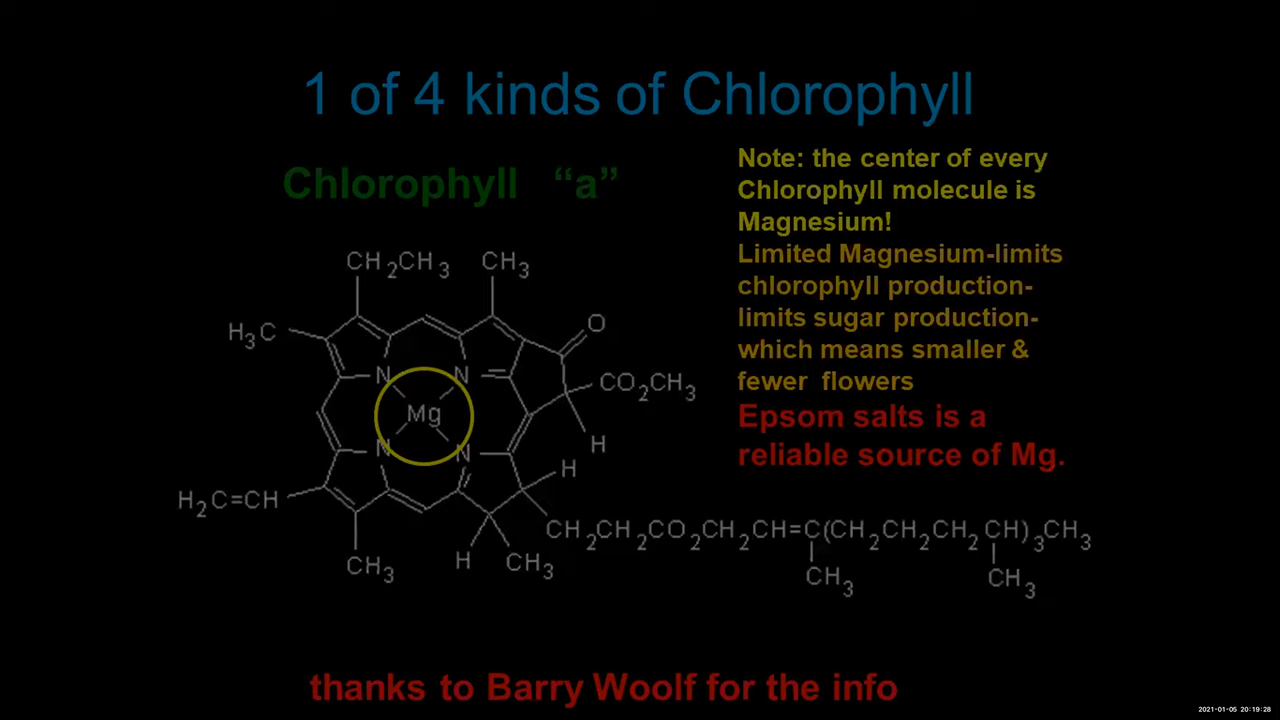 1 of 4 kinds of Chlorophyll
Chlorophyll “a”
Note: the center of every
Chlorophyll molecule is
Magnesium!
Limited Magnesium-limits
chlorophyll production-
limits sugar production-
which means smaller &
fewer flowers
Epsom salts is a
reliable source of Mg.
CH2CH3 CH3
H3C
O
N N
CO2CH3
Mg
H
N N
H
H2C=CH
CH2CH2CO2CH2CH=C(CH2CH2CH2CH)3CH3
H CH3
CH3
CH3 CH3
thanks to Barry Woolf for the info
2021-01-05 20:19:28